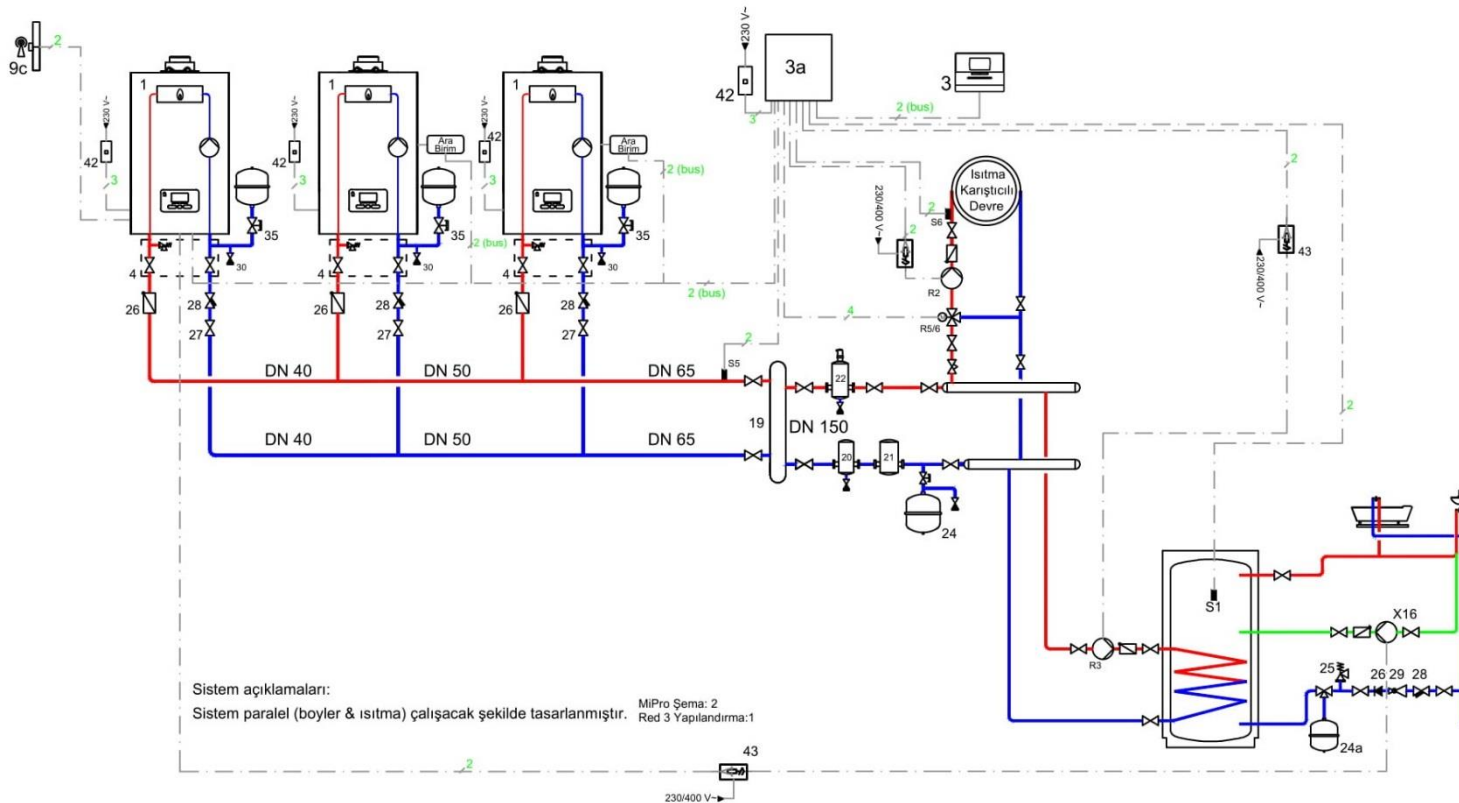 9c
2
1
1
1
230 V~
42
3
230 V~
42
3
230 V~
42
3
Ara
Birim
Ara
Birim
2 (bus)
2 (bus)
2 (bus)
35
35
35
30
30
30
4
4
4
26
26
26
28
28
28
27
27
27
DN 40
DN 50
DN 65
DN 40
DN 50
DN 65
230 V~
42
3
3a
3
2 (bus)
2
S5
2
S6
2
230/400 V~
R2
4
R5/6
Isıtma
Karıştıcılı
Devre
2
43
230/400 V~
2
19
DN 150
22
20
21
24
S1
X16
R3
25
26
29
28
24a
Sistem açıklamaları:
Sistem paralel (boyler & ısıtma) çalışacak şekilde tasarlanmıştır.
MiPro Şema: 2
Red 3 Yapılandırma:1
2
43
230/400 V~